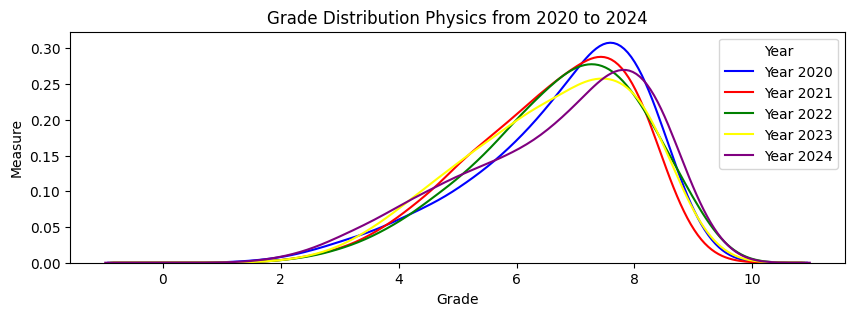 Grade Distribution Physics from 2020 to 2024
Measure
0.30
0.25
0.20
0.15
0.10
0.05
0.00
0 2 4 6 8 10
Grade
Year
Year 2020
Year 2021
Year 2022
Year 2023
Year 2024